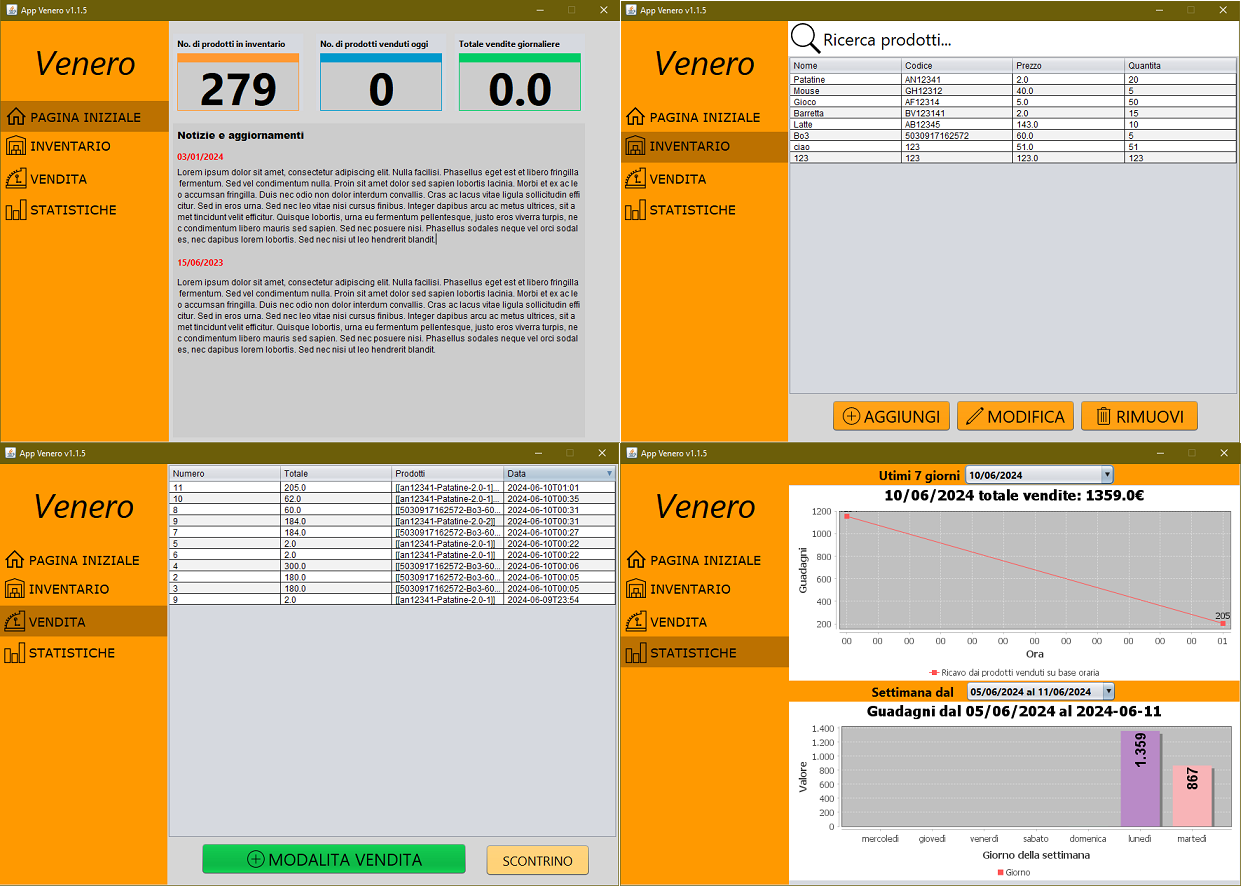 App Venero v1.1.5
Venero
PAGINA INIZIALE
INVENTARIO
VENDITA
STATISTICHE
No. di prodotti in inventario
279
No. di prodotti venduti oggi
0
Totale vendite giornaliere
0.0
Notizie e aggiornamenti
03/01/2024
Lorem ipsum dolor sit amet, consectetur adipiscing elit. Nulla facilisi. Phasellus eget est et libero fringilla
fermentum. Sed vel condimentum nulla. Proin sit amet dolor sed sapien lobortis lacinia. Morbi et ex ac le
o accumsan fringilla. Duis nec odio non dolor interdum convallis. Cras ac lacus vitae ligula sollicitudin effi
citur. Sed in eros urna. Sed nec leo vitae nisi cursus finibus. Integer dapibus arcu ac metus ultrices, sit a
met tincidunt velit efficitur. Quisque lobortis, urna eu fermentum pellentesque, justo eros viverra turpis, ne
c condimentum libero mauris sed sapien. Sed nec posuere nisi. Phasellus sodales neque vel orci sodal
es, nec dapibus lorem lobortis. Sed nec nisi ut leo hendrerit blandit.
15/06/2023
Lorem ipsum dolor sit amet, consectetur adipiscing elit. Nulla facilisi. Phasellus eget est et libero fringilla
fermentum. Sed vel condimentum nulla. Proin sit amet dolor sed sapien lobortis lacinia. Morbi et ex ac le
o accumsan fringilla. Duis nec odio non dolor interdum convallis. Cras ac lacus vitae ligula sollicitudin effi
citur. Sed in eros urna. Sed nec leo vitae nisi cursus finibus. Integer dapibus arcu ac metus ultrices, sit a
met tincidunt velit efficitur. Quisque lobortis, urna eu fermentum pellentesque, justo eros viverra turpis, ne
c condimentum libero mauris sed sapien. Sed nec posuere nisi. Phasellus sodales neque vel orci sodal
es, nec dapibus lorem lobortis. Sed nec nisi ut leo hendrerit blandit.
App Venero v1.1.5
Venero
PAGINA INIZIALE
INVENTARIO
VENDITA
STATISTICHE
Ricerca prodotti...
Nome Codice Prezzo Quantita
Patatine AN12341 2.0 20
Mouse GH12312 40.0 5
Gioco AF12314 5.0 50
Barretta BV123141 2.0 15
Latte AB12345 143.0 10
Bo3 5030917162572 60.0 5
ciao 123 51.0 51
123 123 123.0 123
AGGIUNGI MODIFICA RIMUOVI
App Venero v1.1.5
Venero
PAGINA INIZIALE
INVENTARIO
VENDITA
STATISTICHE
Numero Totale Prodotti Data
11 205.0 [[an12341-Patatine-2.0-1]... 2024-06-10T01:01
10 62.0 [[an12341-Patatine-2.0-1]... 2024-06-10T00:35
8 60.0 [[5030917162572-Bo3-60... 2024-06-10T00:31
9 184.0 [[an12341-Patatine-2.0-2]] 2024-06-10T00:31
7 184.0 [[5030917162572-Bo3-60... 2024-06-10T00:27
5 2.0 [[an12341-Patatine-2.0-1]] 2024-06-10T00:22
6 2.0 [[an12341-Patatine-2.0-1]] 2024-06-10T00:22
4 300.0 [[5030917162572-Bo3-60... 2024-06-10T00:06
2 180.0 [[5030917162572-Bo3-60... 2024-06-10T00:05
3 180.0 [[5030917162572-Bo3-60... 2024-06-10T00:05
9 2.0 [[an12341-Patatine-2.0-1]] 2024-06-09T23:54
MODALITA VENDITA SCONTRINO
App Venero v1.1.5
Venero
PAGINA INIZIALE
INVENTARIO
VENDITA
STATISTICHE
Utimi 7 giorni 10/06/2024
10/06/2024 totale vendite: 1359.0€
Guadagni
1200
1000
800
600
400
200
205
00 00 00 00 00 00 00 00 00 00 00 00 01
Ora
Ricavo dai prodotti venduti su base oraria
Settimana dal 05/06/2024 al 11/06/2024
Guadagni dal 05/06/2024 al 2024-06-11
Valore
1.400
1.200
1.000
800
600
400
200
0
1.359
867
mercoledì giovedì venerdì sabato domenica lunedì martedì
Giorno della settimana
Giorno